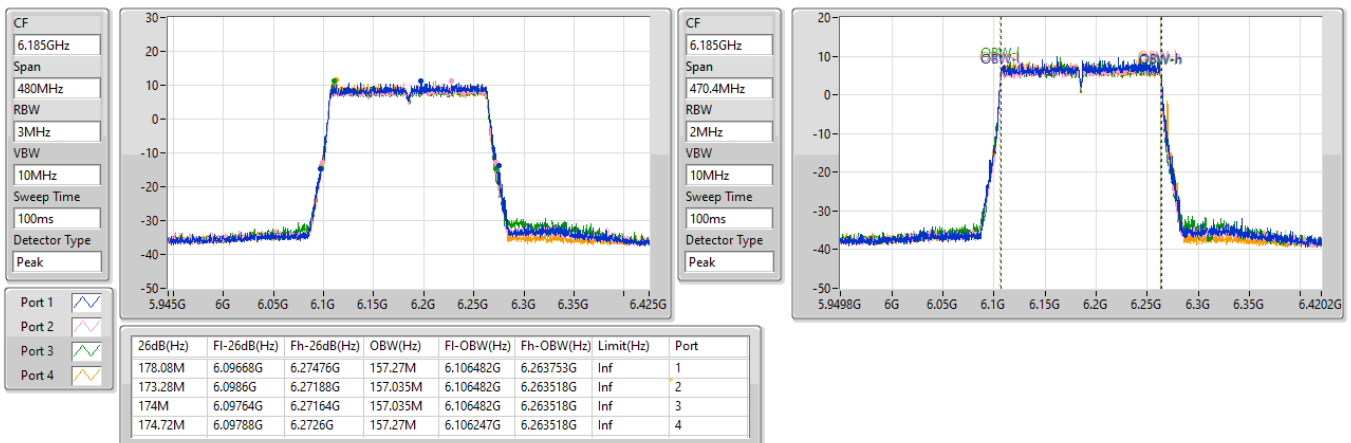 CF
6.185GHz
Span
480MHz
RBW
3MHz
VBW
10MHz
Sweep Time
100ms
Detector Type
Peak
30
20
10
0
-10
-20
-30
-40
-50
5.945G 6G 6.05G 6.1G 6.15G 6.2G 6.25G 6.3G 6.35G 6.425G
CF
6.185GHz
Span
470.4MHz
RBW
2MHz
VBW
10MHz
Sweep Time
100ms
Detector Type
Peak
20
10
0
-10
-20
-30
-40
-50
OBW-l OBW-h
5.9498G 6G 6.05G 6.1G 6.15G 6.2G 6.25G 6.3G 6.35G 6.4202G
Port 1
Port 2
Port 3
Port 4
26dB(Hz) Fl-26dB(Hz) Fh-26dB(Hz) OBW(Hz) Fl-OBW(Hz) Fh-OBW(Hz) Limit(Hz) Port
178.08M 6.09668G 6.27476G 157.27M 6.106482G 6.263753G Inf 1
173.28M 6.0986G 6.27188G 157.035M 6.106482G 6.263518G Inf 2
174M 6.09764G 6.27164G 157.035M 6.106482G 6.263518G Inf 3
174.72M 6.09788G 6.2726G 157.27M 6.106247G 6.263518G Inf 4